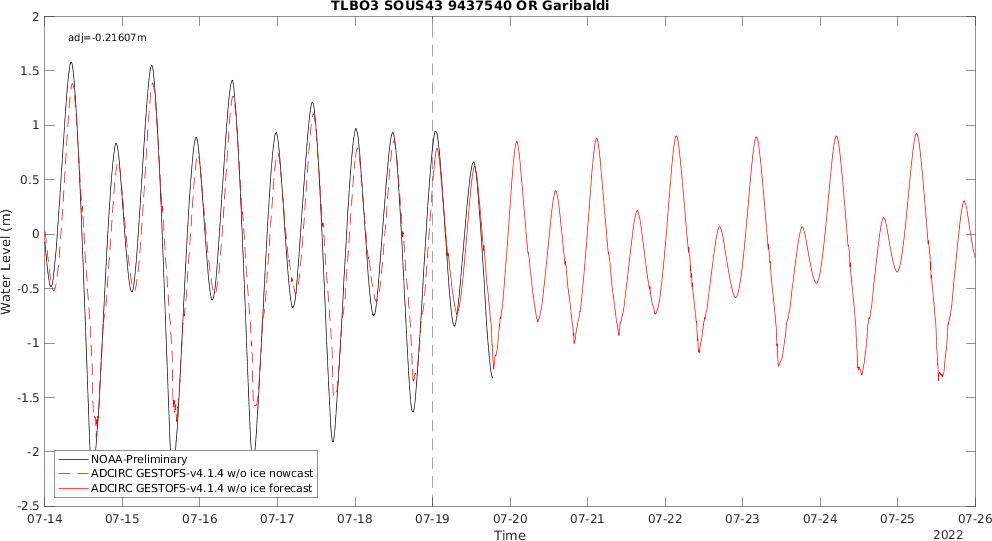 TLBO3 SOUS43 9437540 OR Garibaldi
adj=-0.21607m
Water Level (m)
2
1.5
1
0.5
0
-0.5
-1
-1.5
-2
-2.5
NOAA-Preliminary
ADCIRC GESTOFS-v4.1.4 w/o ice nowcast
ADCIRC GESTOFS-v4.1.4 w/o ice forecast
07-14 07-15 07-16 07-17 07-18 07-19 07-20 07-21 07-22 07-23 07-24 07-25 07-26
Time
2022